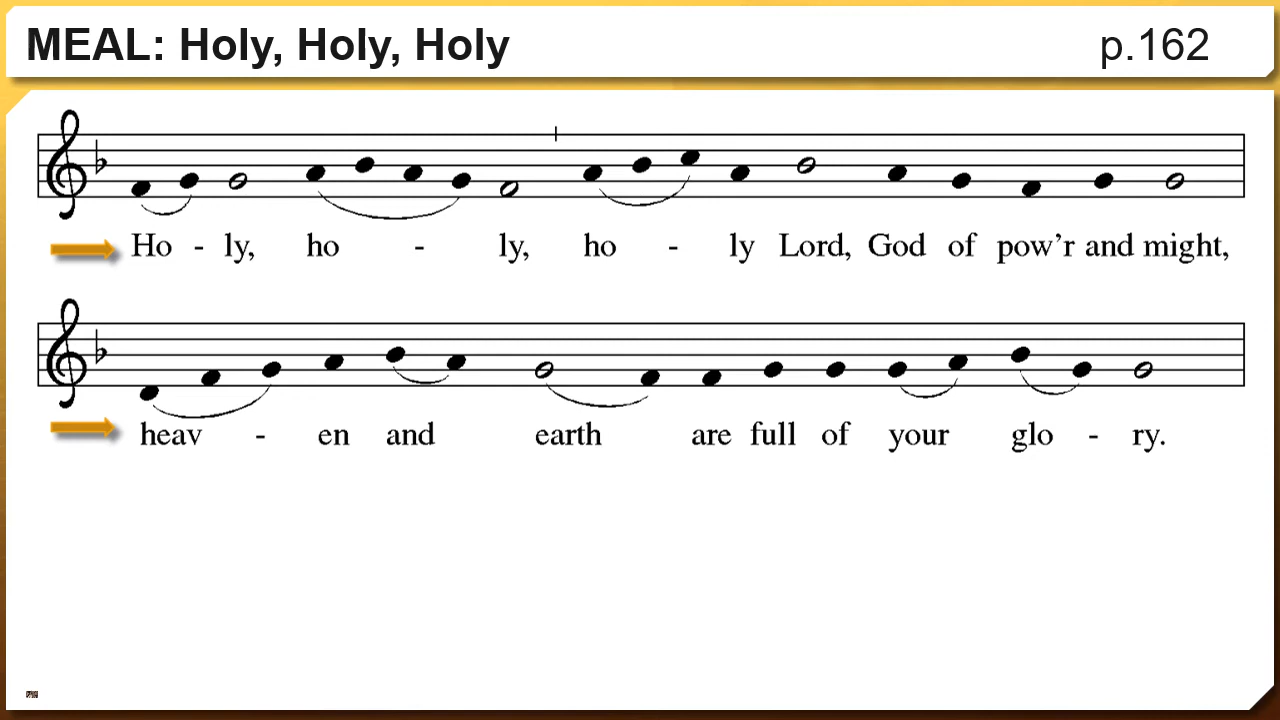 MEAL: Holy, Holy, Holy p.162
Ho - ly, ho - ly, ho - ly Lord, God of pow’r and might,
heav - en and earth are full of your glo - ry.